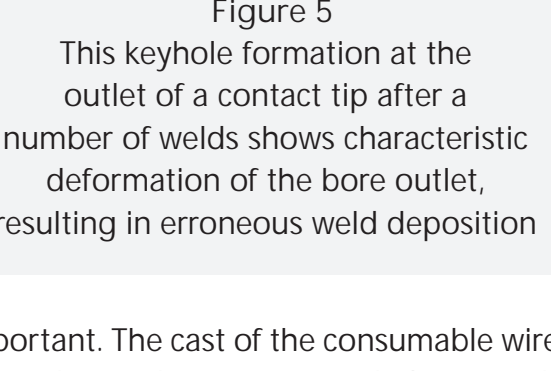 Figure 5
This keyhole formation at the
outlet of a contact tip after a
number of welds shows characteristic
deformation of the bore outlet,
resulting in erroneous weld deposition
portant. The cast of the consumable wire